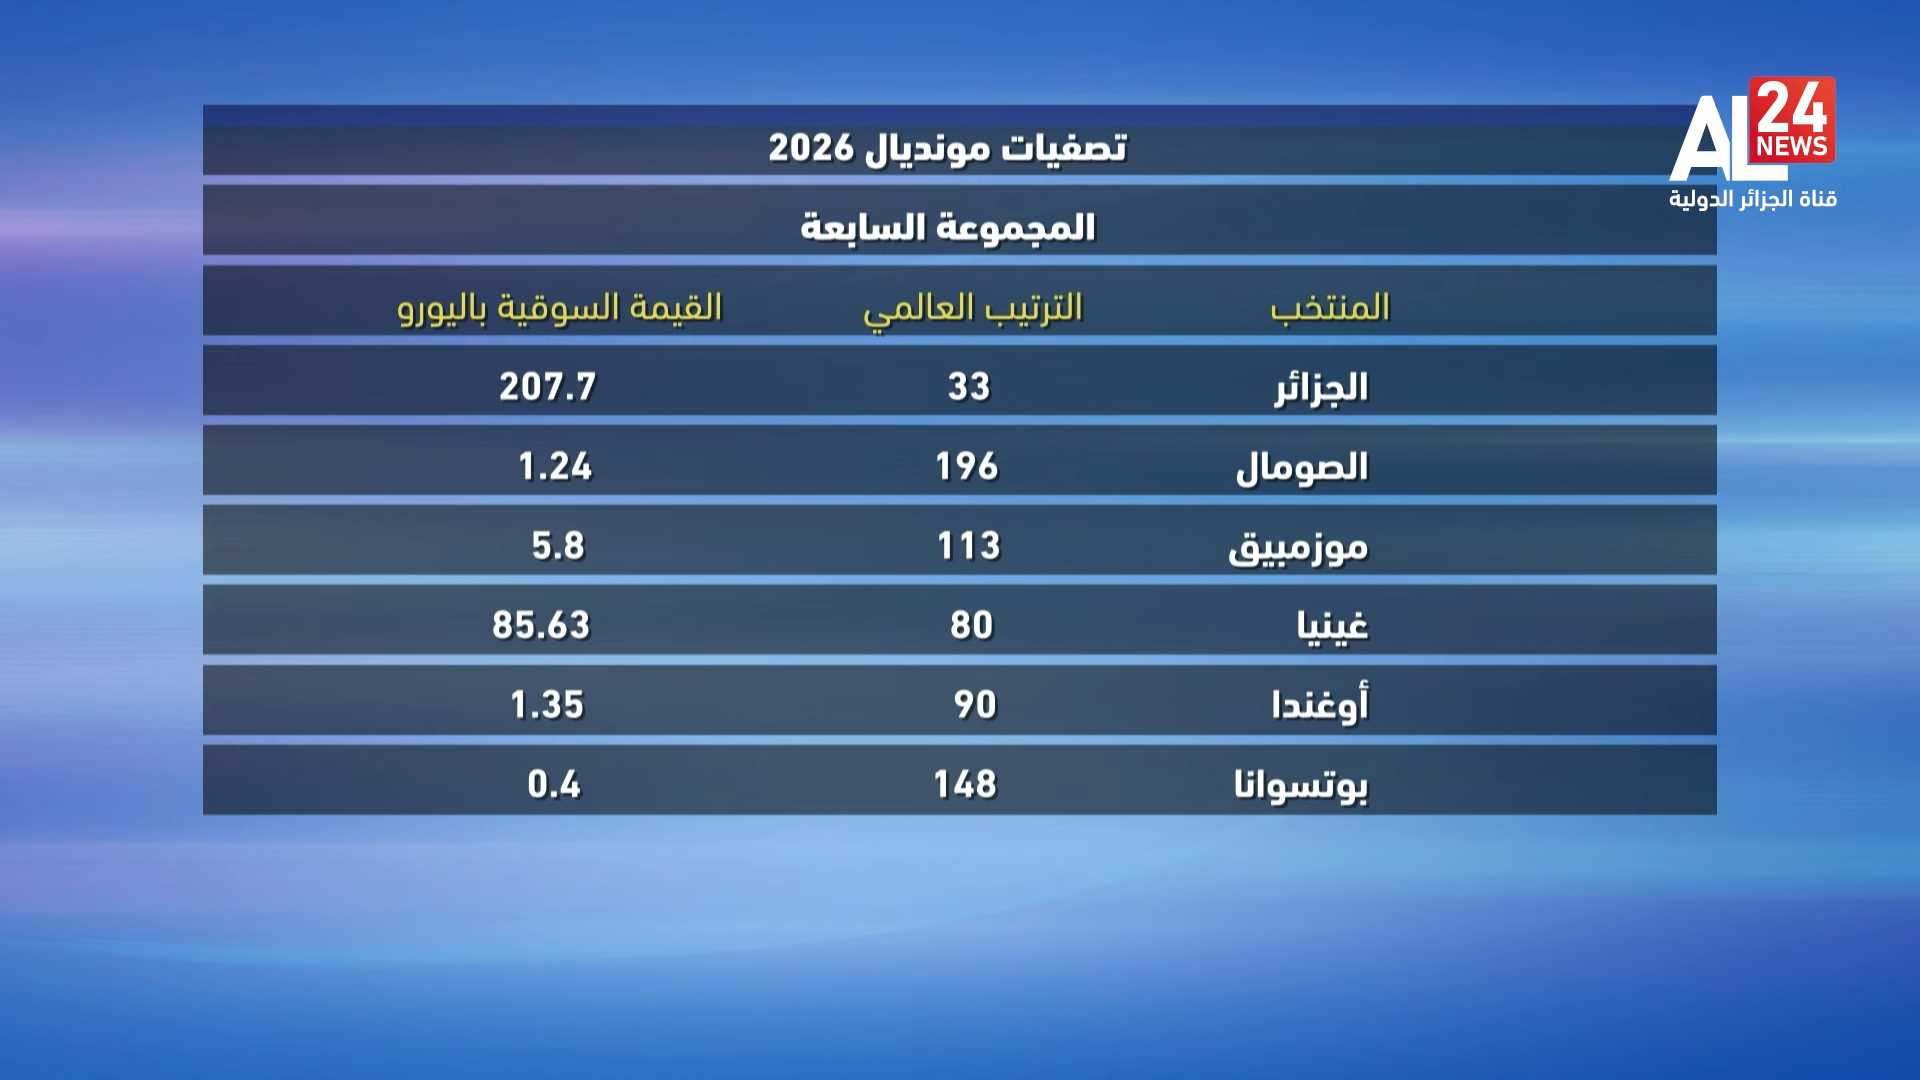 AL24
NEWS
قناة الجزائر الدولية
تصفيات مونديال 2026
المجموعة السابعة
المنتخب الترتيب العالمي القيمة السوقية باليورو
الجزائر 33 207.7
الصومال 196 1.24
موزمبيق 113 5.8
غينيا 80 85.63
أوغندا 90 1.35
بوتسوانا 148 0.4